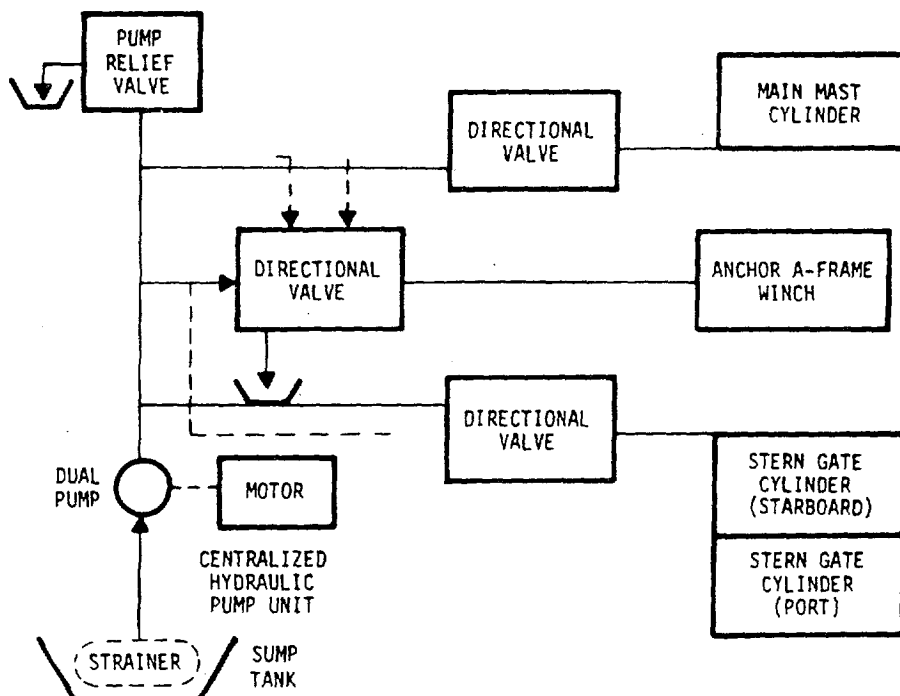 PUMP
RELIEF
VALVE
DIRECTIONAL
VALVE
MAIN MAST
CYLINDER
DIRECTIONAL
VALVE
ANCHOR A-FRAME
WINCH
DIRECTIONAL
VALVE
DUAL
PUMP
MOTOR
STERN GATE
CYLINDER
(STARBOARD)
CENTRALIZED
HYDRAULIC
PUMP UNIT
STERN GATE
CYLINDER
(PORT)
STRAINER
SUMP
TANK